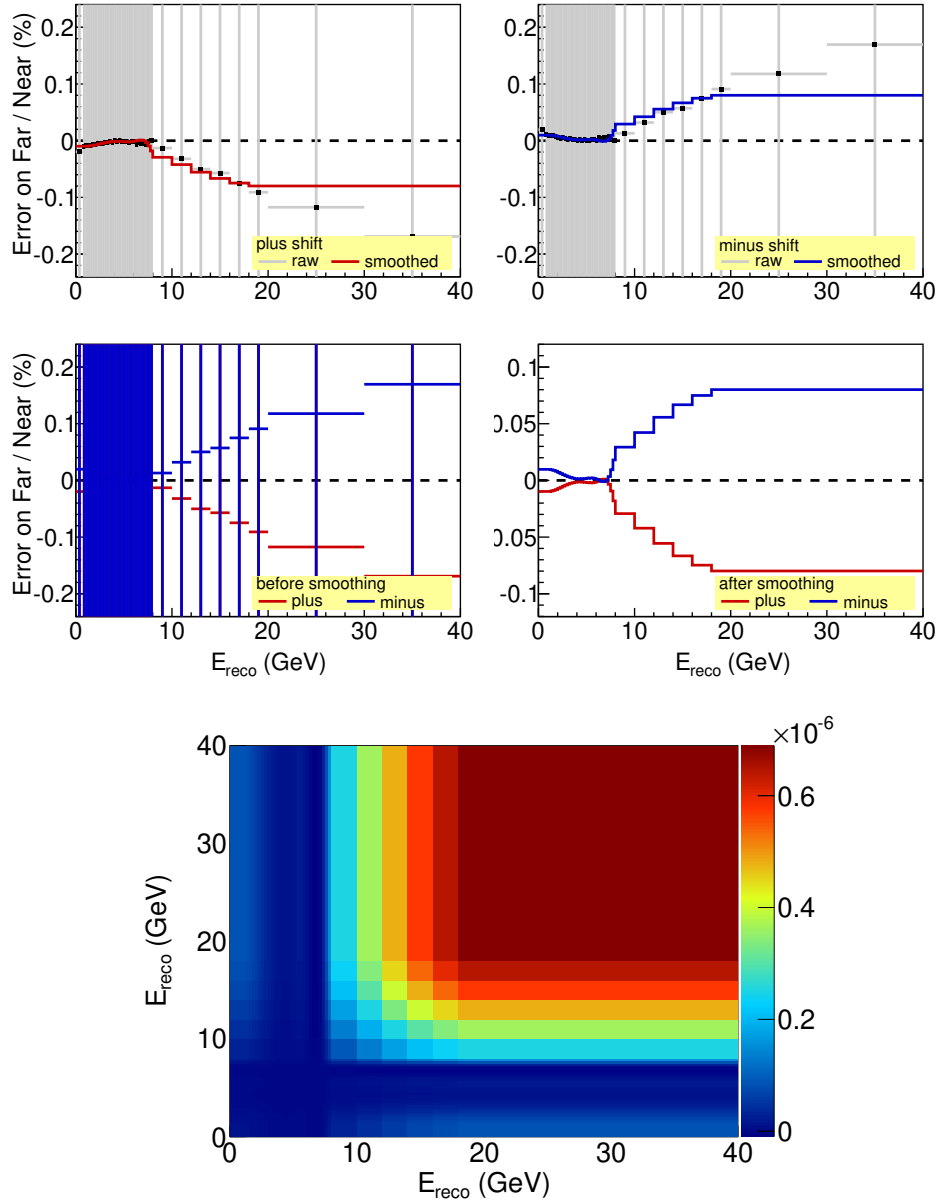 Error on Far / Near (%)
0.2
0.1
0
-0.1
-0.2
plus shift
raw smoothed
0 10 20 30 40
0.2
0.1
0
-0.1
-0.2
minus shift
raw smoothed
0 10 20 30 40
Error on Far / Near (%)
0.2
0.1
0
-0.1
-0.2
before smoothing
plus minus
0 10 20 30 40
E_reco (GeV)
0.1
0.05
0
0.05
-0.1
after smoothing
plus minus
0 10 20 30 40
E_reco (GeV)
×10^-6
E_reco (GeV)
40
30
20
10
0
0 10 20 30 40
E_reco (GeV)
0.6
0.4
0.2
0